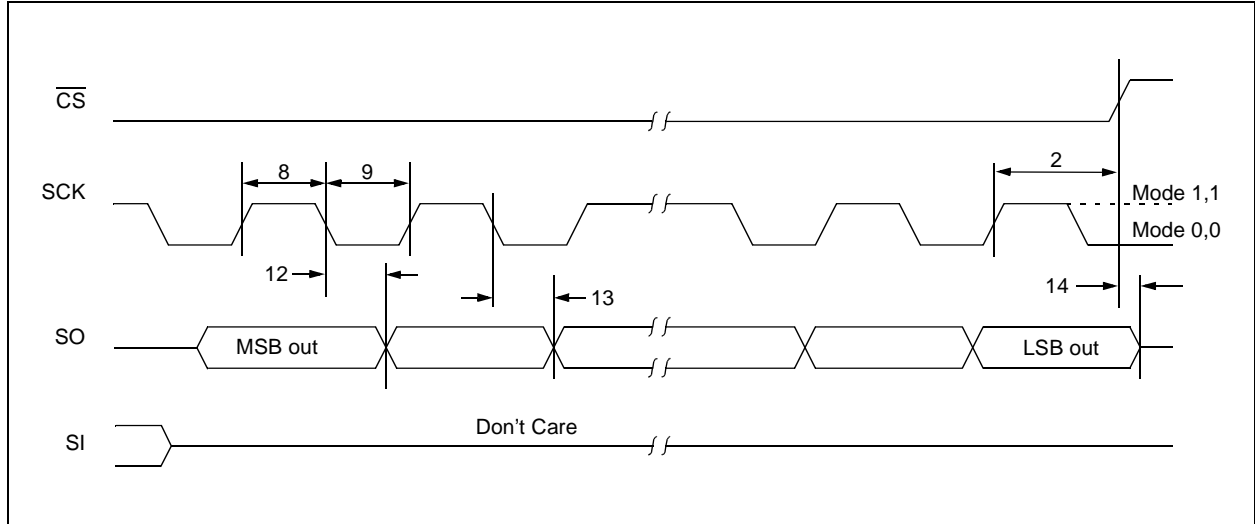 CS
2
8
9
SCK
Mode 1,1
Mode 0,0
12
13
14
SO
MSB out
LSB out
SI
Don't Care